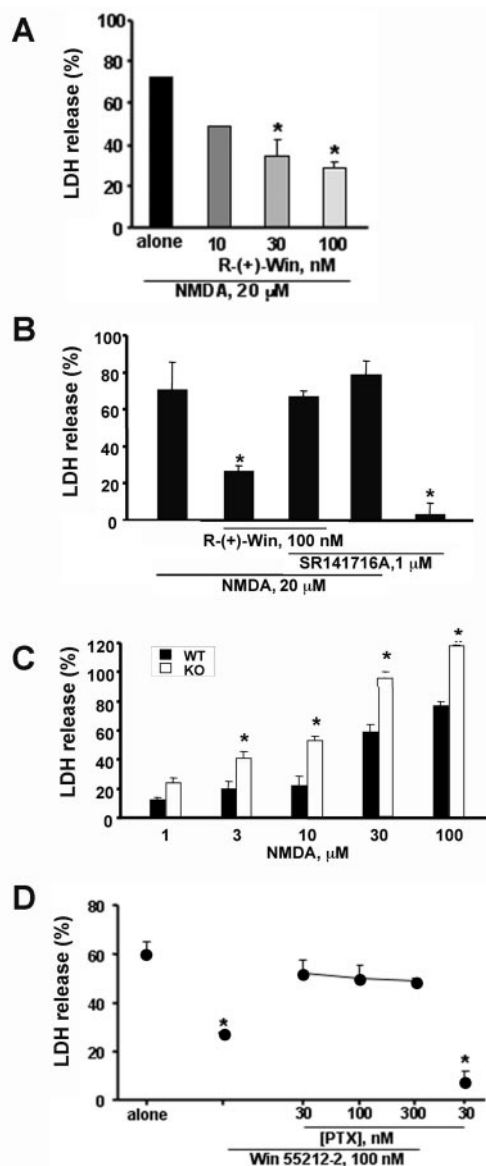 A
LDH release (%)
80
60
40
20
0
*
*
alone 10 30 100
R-(+)-Win, nM
NMDA, 20 µM
B
LDH release (%)
100
80
60
40
20
0
*
*
R-(+)-Win, 100 nM
SR141716A,1 µM
NMDA, 20 µM
C
LDH release (%)
120
100
80
60
40
20
0
WT
KO
*
*
*
*
1 3 10 30 100
NMDA, µM
D
LDH release (%)
80
60
40
20
0
*
*
alone 30 100 300 30
[PTX], nM
Win 55212-2, 100 nM